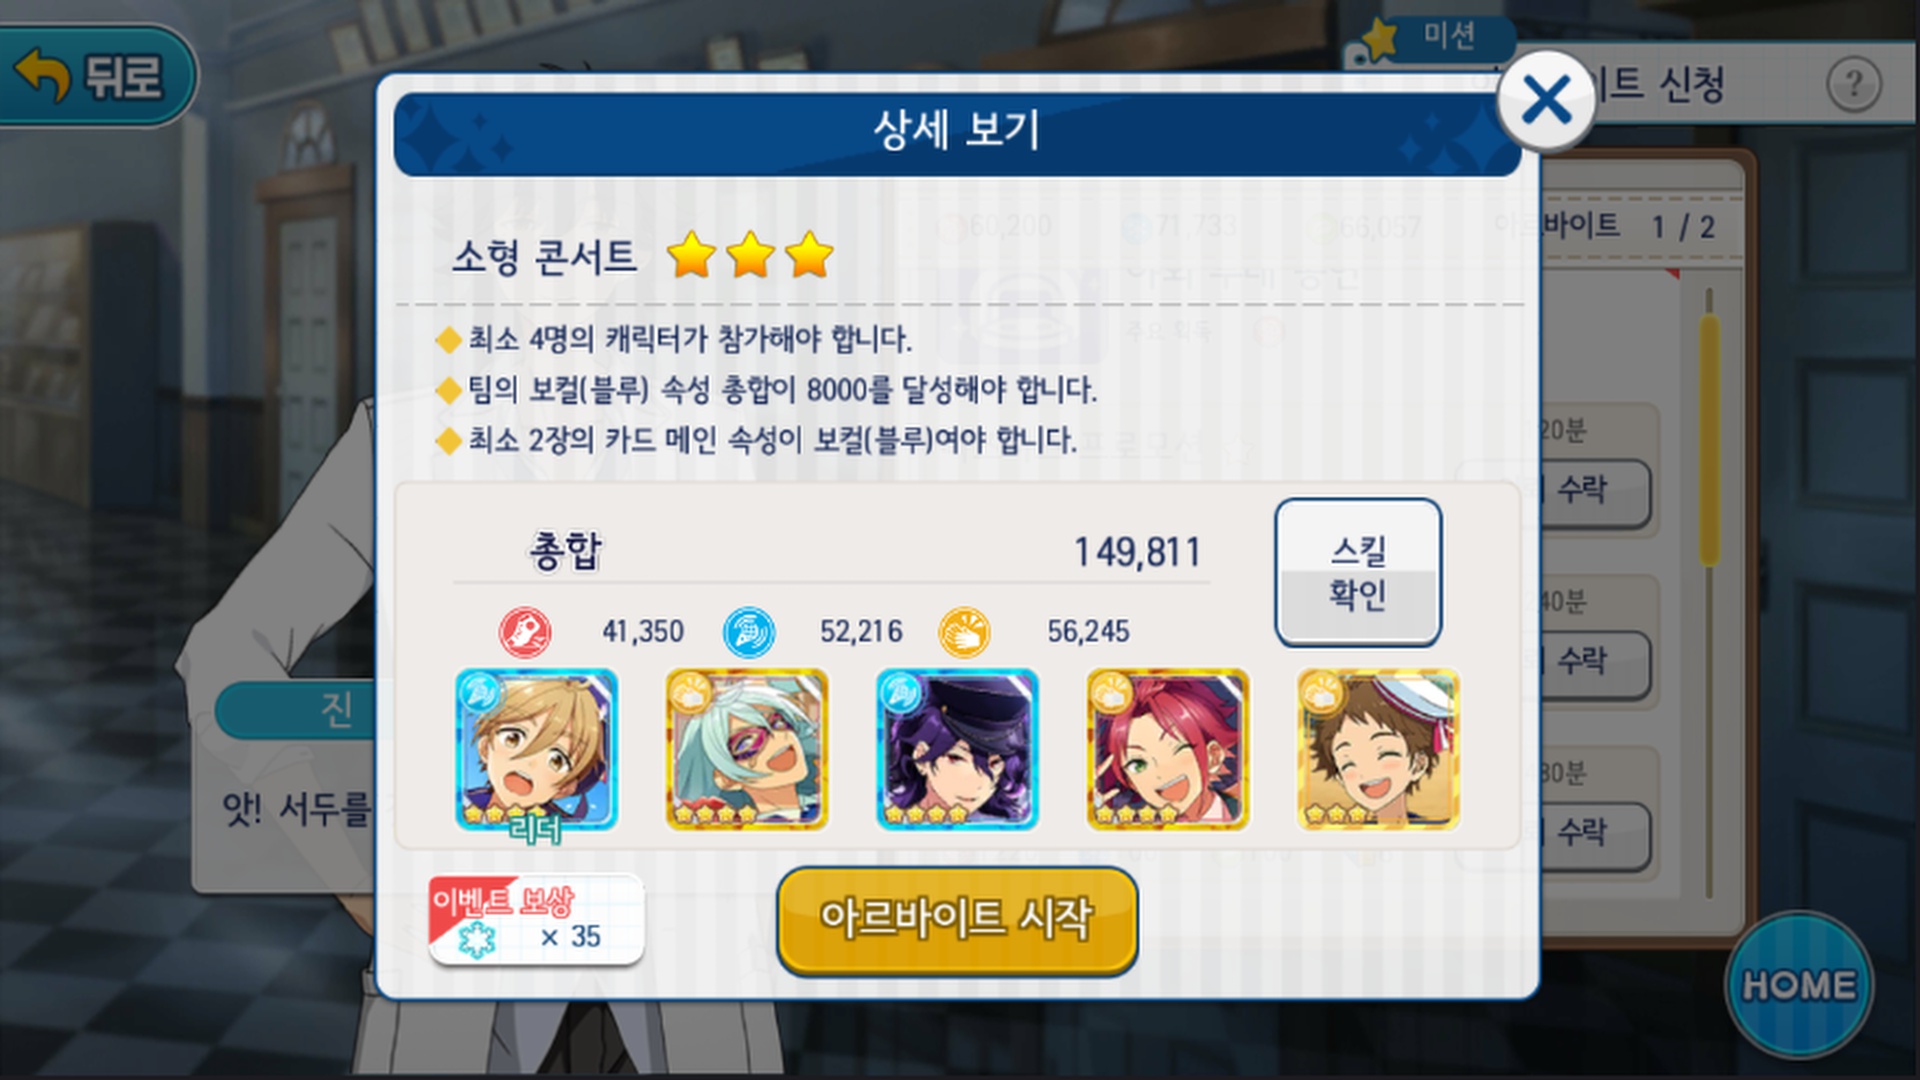 뒤로
미션
이트 신청
?
상세 보기
소형 콘서트
바이트 1 / 2
최소 4명의 캐릭터가 참가해야 합니다.
팀의 보컬(블루) 속성 총합이 8000를 달성해야 합니다.
최소 2장의 카드 메인 속성이 보컬(블루)여야 합니다.
20분
수락
총합 149,811
스킬
확인
41,350 52,216 56,245
40분
수락
진
리더
앗! 서두를
30분
수락
이벤트 보상
× 35
아르바이트 시작
HOME